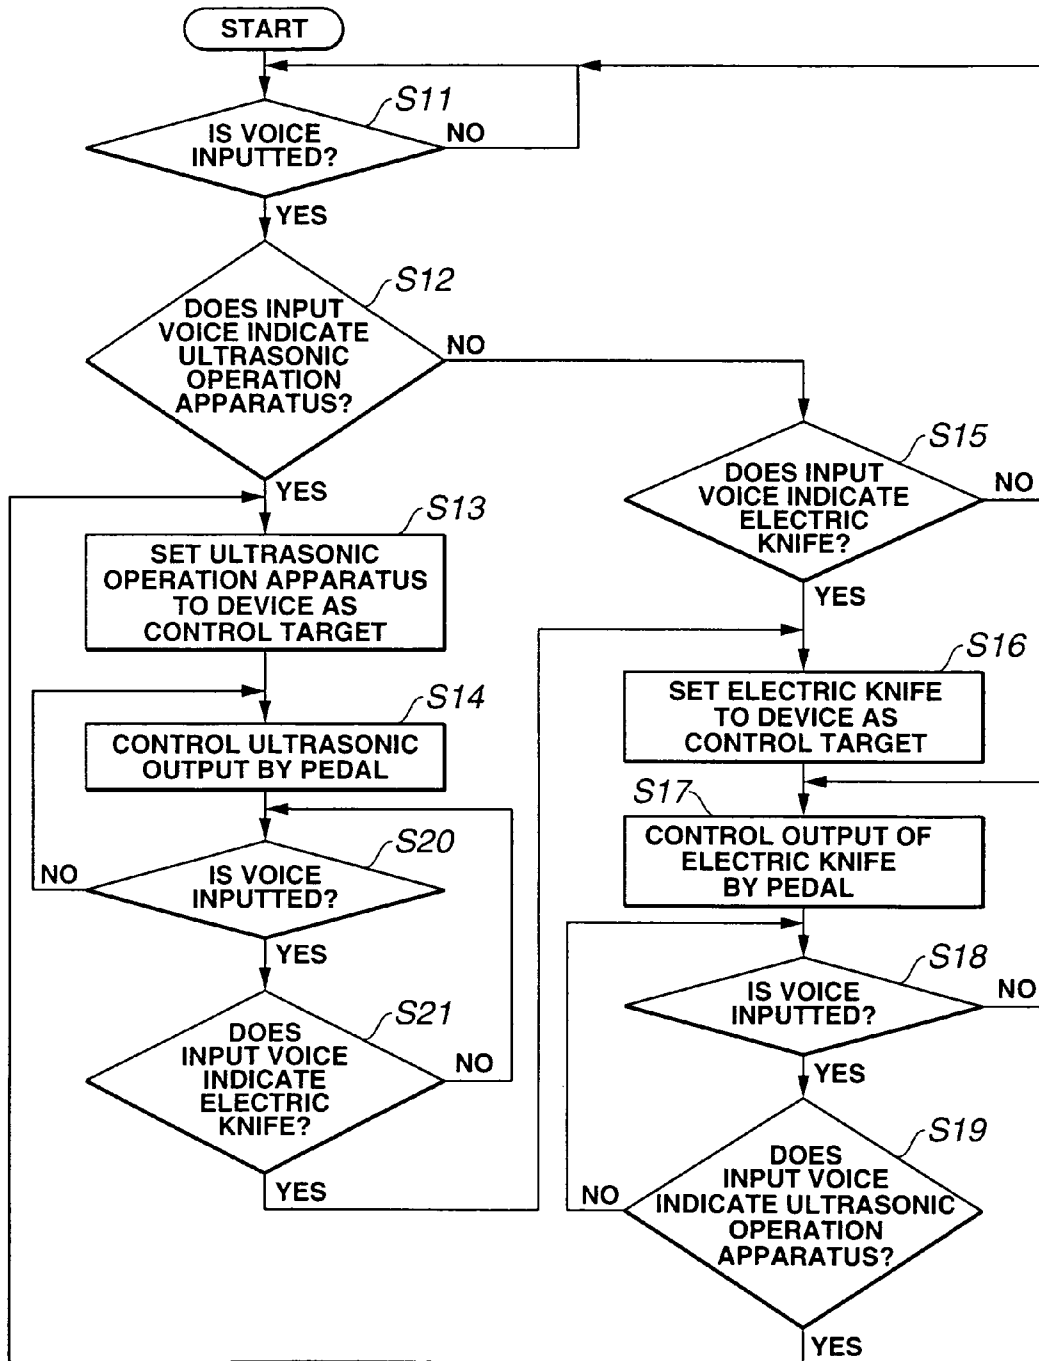 START
S11
IS VOICE
INPUTTED?
NO
YES
S12
DOES INPUT
VOICE INDICATE
ULTRASONIC
OPERATION
APPARATUS?
NO
YES
S13
SET ULTRASONIC
OPERATION APPARATUS
TO DEVICE AS
CONTROL TARGET
S14
CONTROL ULTRASONIC
OUTPUT BY PEDAL
S20
IS VOICE
INPUTTED?
NO
YES
S21
DOES
INPUT VOICE
INDICATE
ELECTRIC
KNIFE?
NO
YES
S15
DOES INPUT
VOICE INDICATE
ELECTRIC
KNIFE?
NO
YES
S16
SET ELECTRIC KNIFE
TO DEVICE AS
CONTROL TARGET
S17
CONTROL OUTPUT OF
ELECTRIC KNIFE
BY PEDAL
S18
IS VOICE
INPUTTED?
NO
YES
S19
DOES
INPUT VOICE
INDICATE ULTRASONIC
OPERATION
APPARATUS?
NO
YES